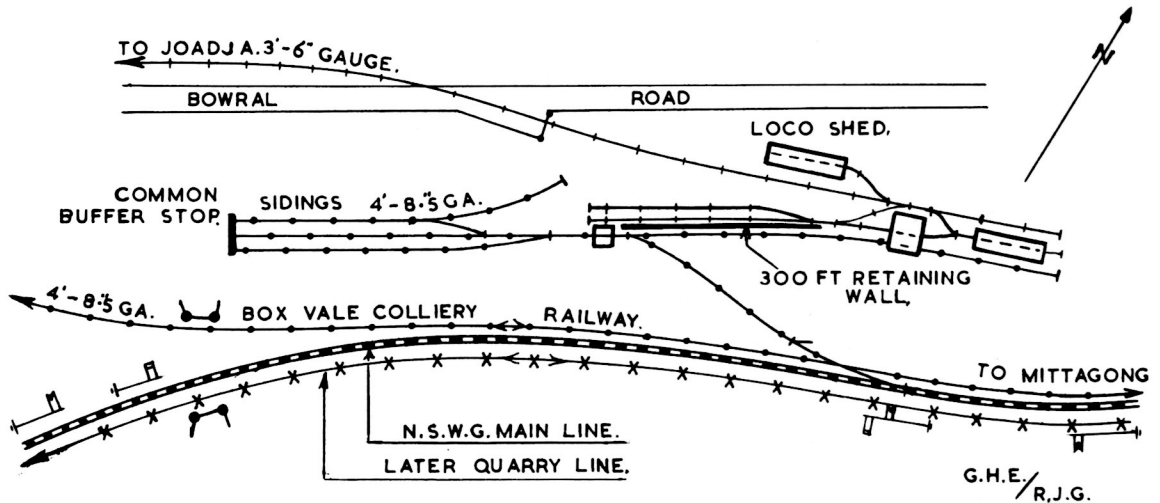 TO JOADJA. 3'-6" GAUGE.
N
BOWRAL ROAD
LOCO SHED.
COMMON
BUFFER STOP.
SIDINGS 4'-8.5" GA.
300 FT RETAINING
WALL.
4'-8.5" GA.
BOX VALE COLLIERY RAILWAY.
TO MITTAGONG
N.S.W.G. MAIN LINE.
LATER QUARRY LINE.
G.H.E./
R.J.G.